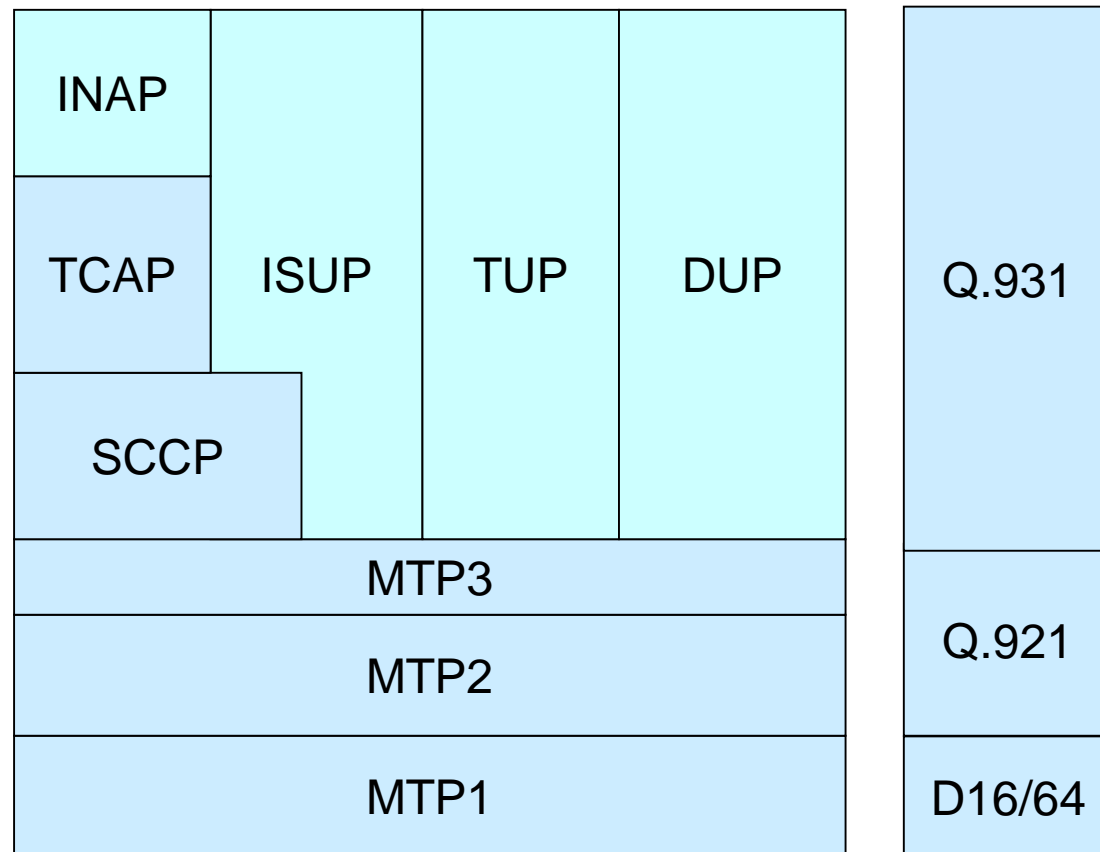 INAP
TCAP
ISUP
TUP
DUP
SCCP
MTP3
MTP2
MTP1
Q.931
Q.921
D16/64